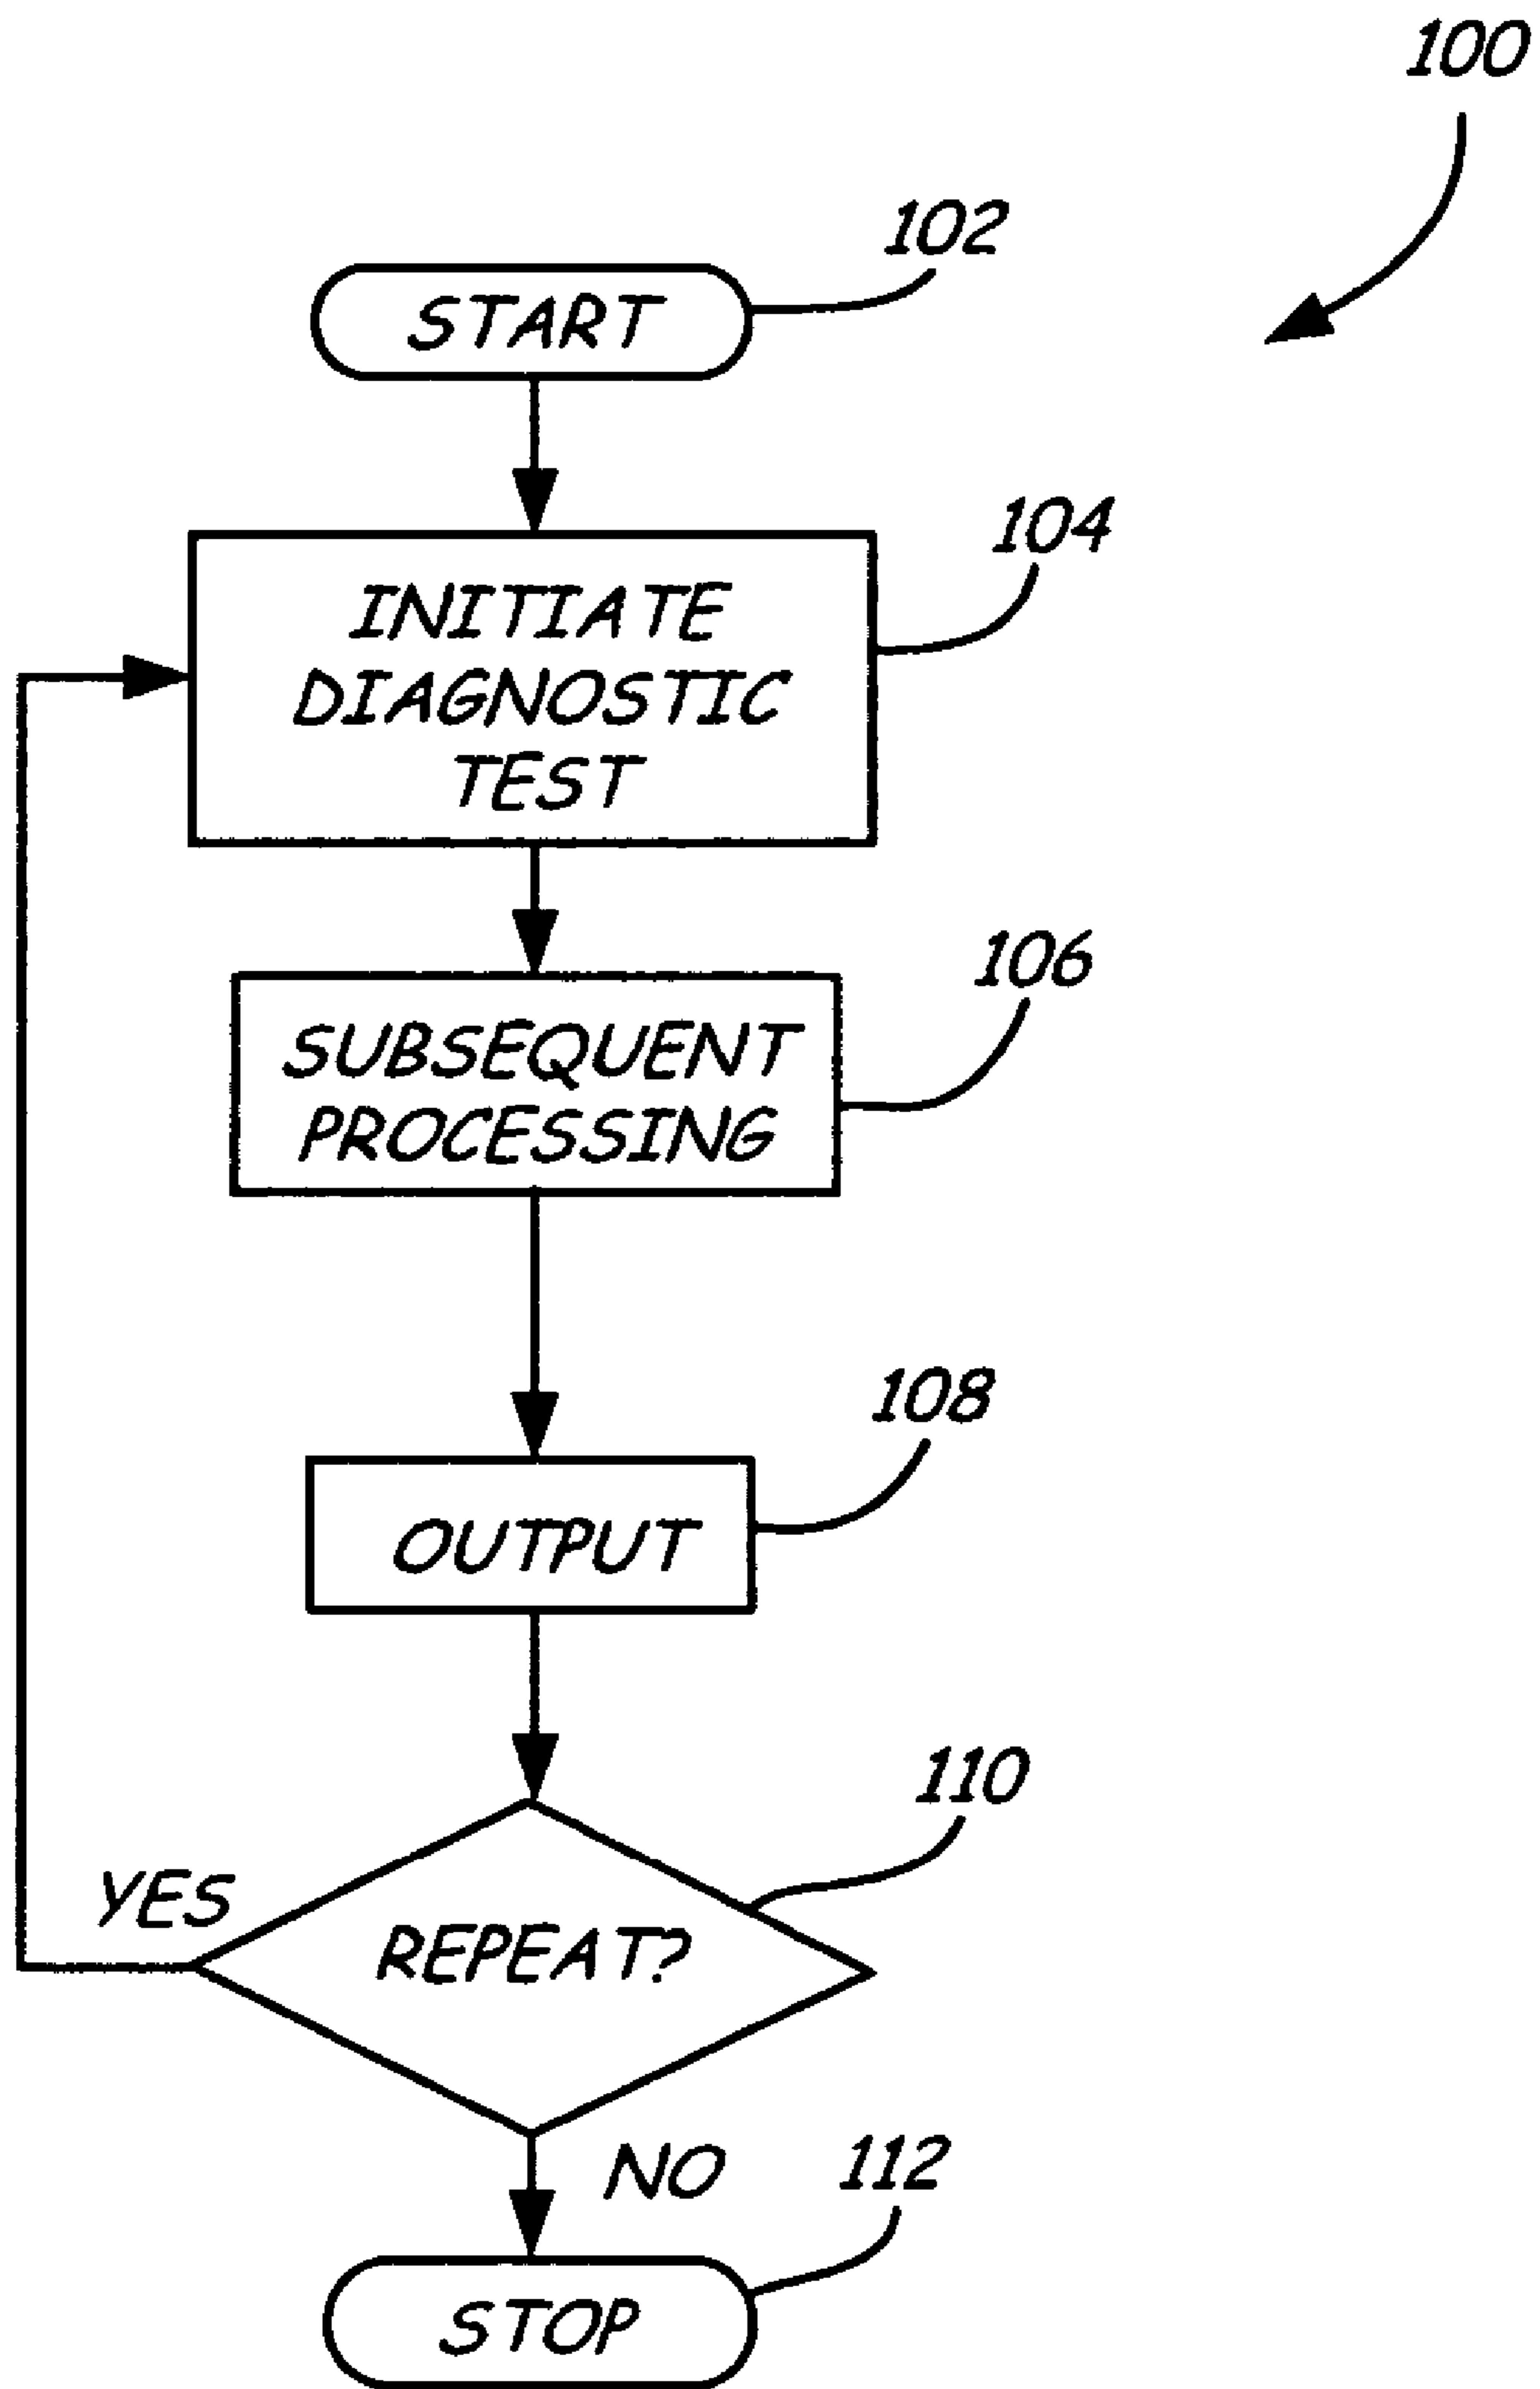 100
102
START
104
INITIATE
DIAGNOSTIC
TEST
106
SUBSEQUENT
PROCESSING
108
OUTPUT
110
YES
REPEAT?
NO
112
STOP